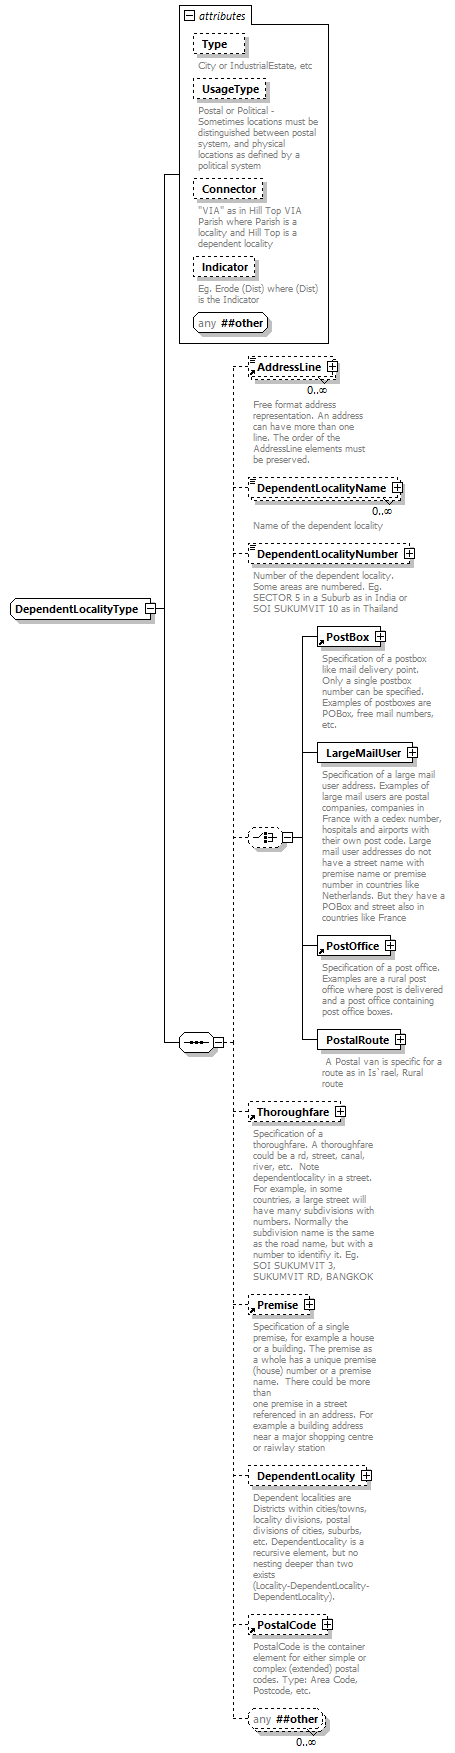 attributes
Type
City or IndustrialEstate, etc
UsageType
Postal or Political -
Sometimes locations must be
distinguished between postal
system, and physical
locations as defined by a
political system
Connector
"VIA" as in Hill Top VIA
Parish where Parish is a
locality and Hill Top is a
dependent locality
Indicator
Eg. Erode (Dist) where (Dist)
is the Indicator
any ##other
AddressLine
0..∞
Free format address
representation. An address
can have more than one
line. The order of the
AddressLine elements must
be preserved.
DependentLocalityName
0..∞
Name of the dependent locality
DependentLocalityNumber
Number of the dependent locality.
Some areas are numbered. Eg.
SECTOR 5 in a Suburb as in India or
SOI SUKUMVIT 10 as in Thailand
DependentLocalityType
PostBox
Specification of a postbox
like mail delivery point.
Only a single postbox
number can be specified.
Examples of postboxes are
POBox, free mail numbers,
etc.
LargeMailUser
Specification of a large mail
user address. Examples of
large mail users are postal
companies, companies in
France with a cedex number,
hospitals and airports with
their own post code. Large
mail user addresses do not
have a street name with
premise name or premise
number in countries like
Netherlands. But they have a
POBox and street also in
countries like France
PostOffice
Specification of a post office.
Examples are a rural post
office where post is delivered
and a post office containing
post office boxes.
PostalRoute
A Postal van is specific for a
route as in Is`rael, Rural
route
Thoroughfare
Specification of a
thoroughfare. A thoroughfare
could be a rd, street, canal,
river, etc.  Note
dependentlocality in a street.
For example, in some
countries, a large street will
have many subdivisions with
numbers. Normally the
subdivision name is the same
as the road name, but with a
number to identifiy it. Eg.
SOI SUKUMVIT 3,
SUKUMVIT RD, BANGKOK
Premise
Specification of a single
premise, for example a house
or a building. The premise as
a whole has a unique premise
(house) number or a premise
name.  There could be more
than
one premise in a street
referenced in an address. For
example a building address
near a major shopping centre
or raiwlay station
DependentLocality
Dependent localities are
Districts within cities/towns,
locality divisions, postal
divisions of cities, suburbs,
etc. DependentLocality is a
recursive element, but no
nesting deeper than two
exists
(Locality-DependentLocality-
DependentLocality).
PostalCode
PostalCode is the container
element for either simple or
complex (extended) postal
codes. Type: Area Code,
Postcode, etc.
any ##other
0..∞